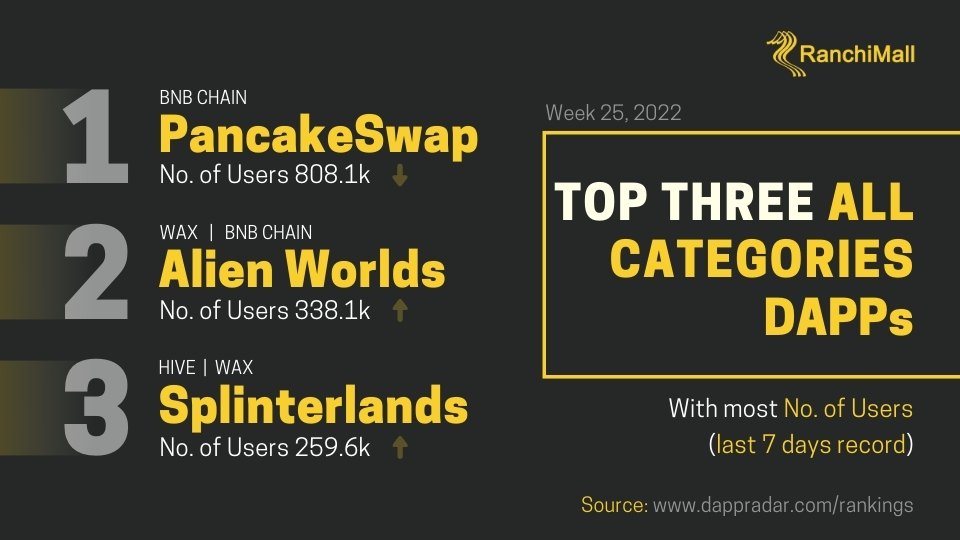 RanchiMall
1
BNB CHAIN
PancakeSwap
No. of Users 808.1k
2
WAX | BNB CHAIN
Alien Worlds
No. of Users 338.1k
3
HIVE | WAX
Splinterlands
No. of Users 259.6k
Week 25, 2022
TOP THREE ALL
CATEGORIES
DAPPs
With most No. of Users
(last 7 days record)
Source: www.dappradar.com/rankings